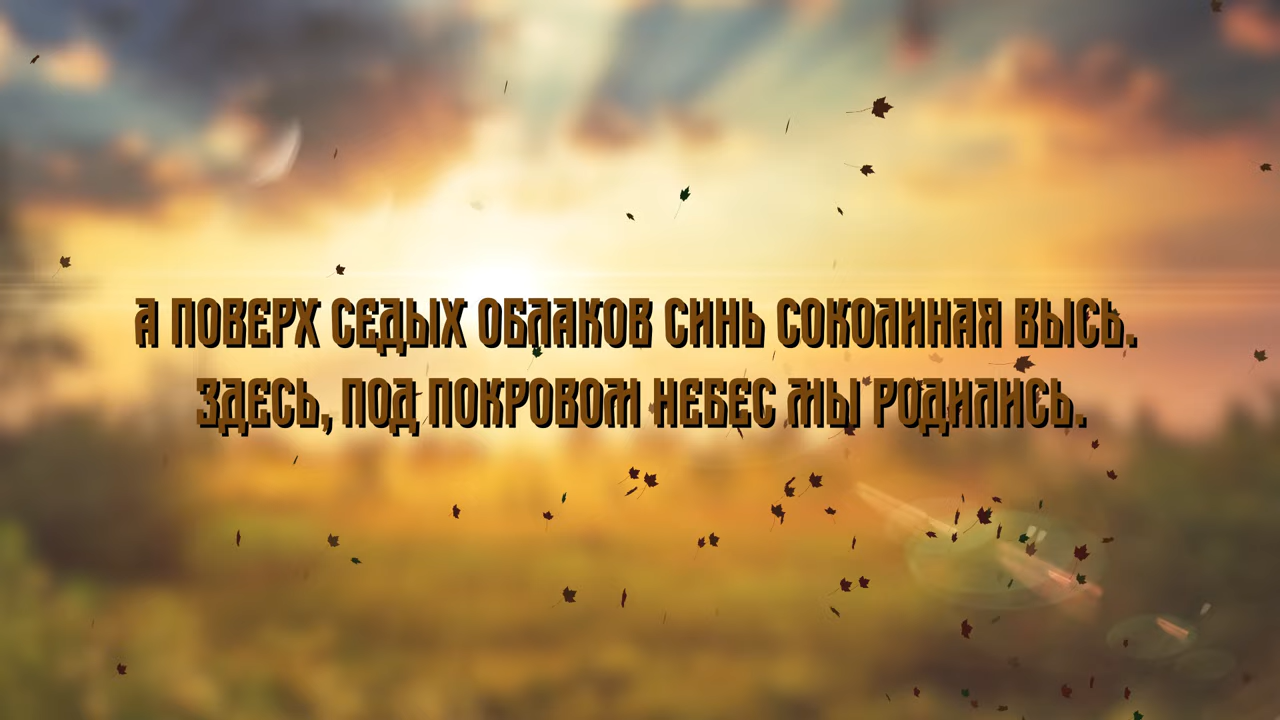 А ПОВЕРХ СЕДЫХ ОБЛАКОВ СИНЬ СОКОЛИНАЯ ВЫСЬ.
ЗДЕСЬ, ПОД ПОКРОВОМ НЕБЕС МЫ РОДИЛИСЬ.